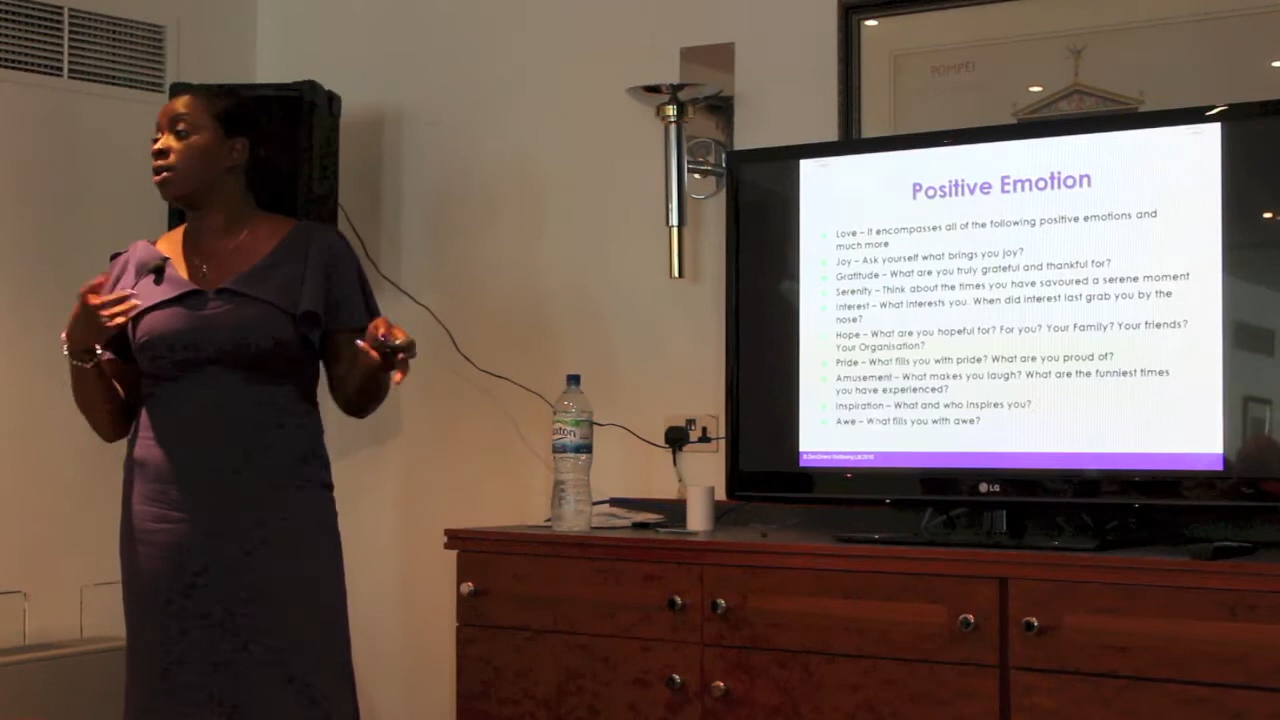 POMPEI
Positive Emotion
Love – It encompasses all of the following positive emotions and
much more
Joy – Ask yourself what brings you joy?
Gratitude – What are you truly grateful and thankful for?
Serenity – Think about the times you have savoured a serene moment
Interest – What interests you. When did interest last grab you by the
nose?
Hope – What are you hopeful for? For you? Your Family? Your friends?
Your Organisation?
Pride – What fills you with pride? What are you proud of?
Amusement – What makes you laugh? What are the funniest times
you have experienced?
Inspiration – What and who inspires you?
Awe – What fills you with awe?
LG